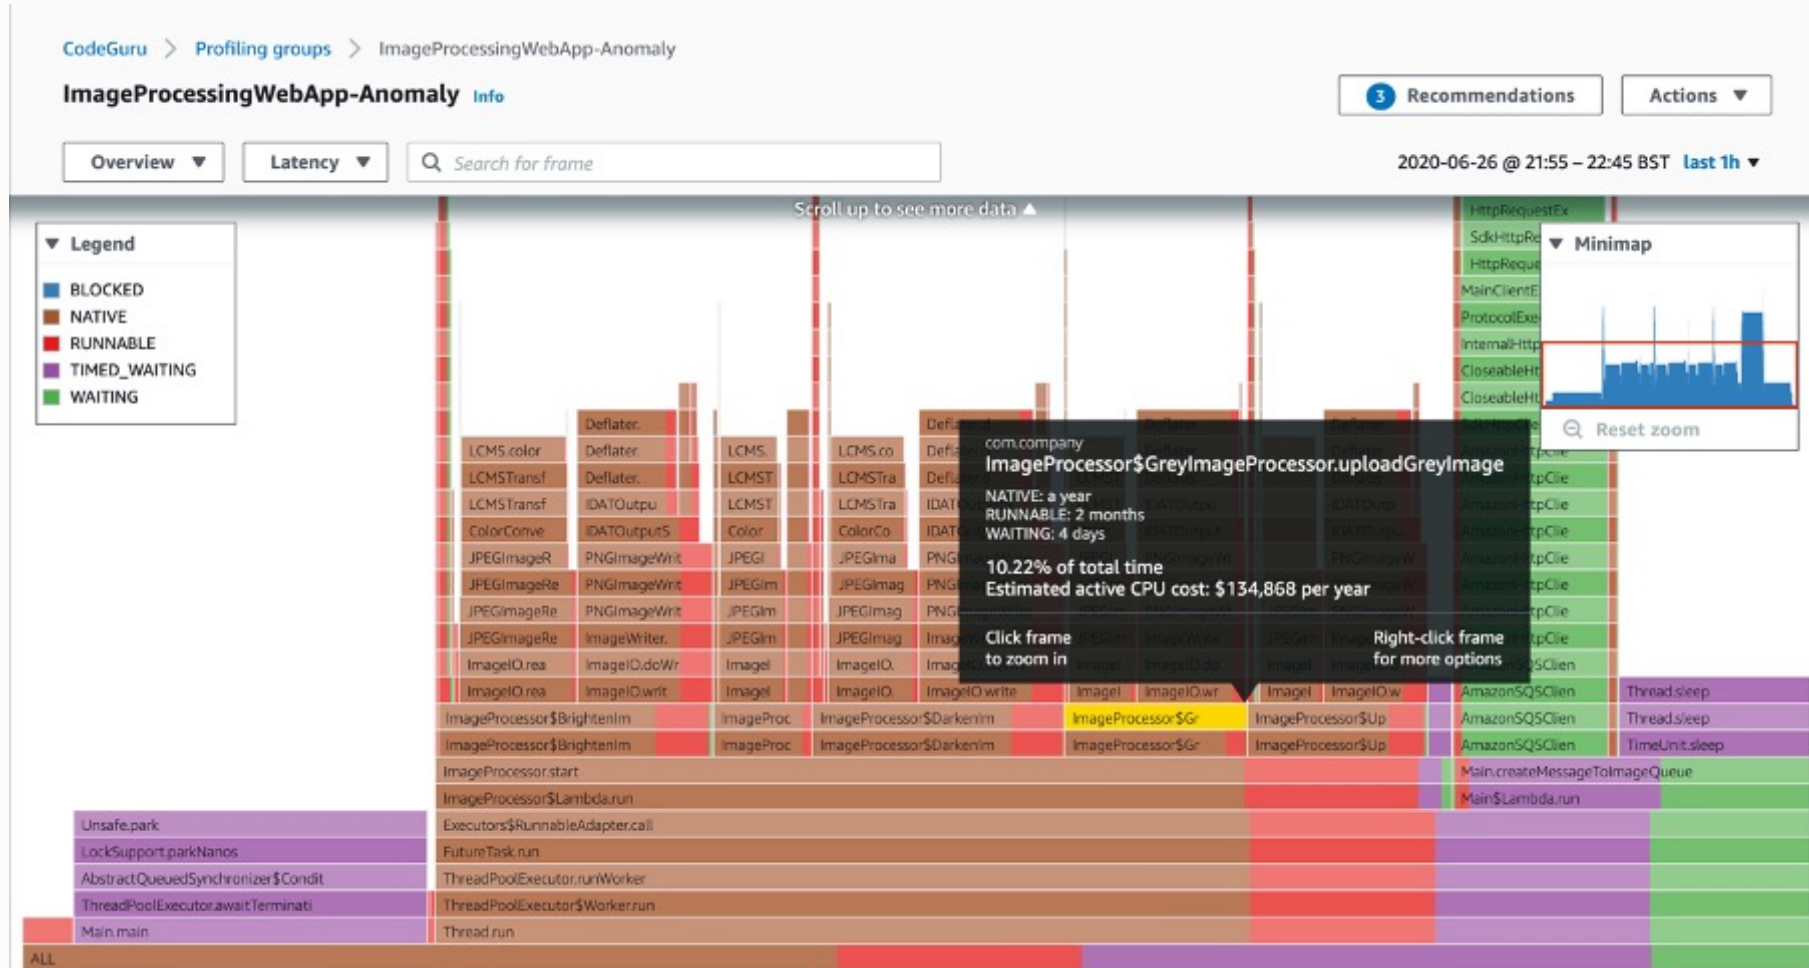 CodeGuru > Profiling groups > ImageProcessingWebApp-Anomaly
ImageProcessingWebApp-Anomaly Info
3 Recommendations Actions ▼
Overview ▼ Latency ▼ Search for frame
2020-06-26 @ 21:55 – 22:45 BST last 1h ▼
Scroll up to see more data ▲
▼ Legend
BLOCKED
NATIVE
RUNNABLE
TIMED_WAITING
WAITING
▼ Minimap
Reset zoom
HttpRequestEx
SdkHttpRe
HttpReque
MainClientE
ProtocolExe
InternalHttp
CloseableHt
CloseableHt
com.company
ImageProcessor$GreyImageProcessor.uploadGreyImage
NATIVE: a year
RUNNABLE: 2 months
WAITING: 4 days
10.22% of total time
Estimated active CPU cost: $134,868 per year
Click frame
to zoom in
Right-click frame
for more options
Deflater.
LCMS.color Deflater. LCMS. LCMS.co
LCMSTransf Deflater. LCMST LCMSTra
LCMSTransf IDATOutpu LCMST LCMSTra
ColorConve IDATOutputS Color ColorCo
JPEGImageR PNGImageWrit JPEGI JPEGIma
JPEGImageRe PNGImageWrit JPEGIm JPEGImag
JPEGImageRe PNGImageWrit JPEGIm JPEGImag
JPEGImageRe ImageWriter. JPEGIm JPEGImag
ImageIO.rea ImageIO.doWr ImageI ImageIO.
ImageIO.rea ImageIO.writ ImageI ImageIO. ImageIO.write ImageI ImageIO.wr ImageI ImageIO.w AmazonSQSClien Thread.sleep
ImageProcessor$BrightenIm ImageProc ImageProcessor$DarkenIm ImageProcessor$Gr ImageProcessor$Up AmazonSQSClien Thread.sleep
ImageProcessor$BrightenIm ImageProc ImageProcessor$DarkenIm ImageProcessor$Gr ImageProcessor$Up AmazonSQSClien TimeUnit.sleep
ImageProcessor.start Main.createMessageToImageQueue
ImageProcessor$Lambda.run Main$Lambda.run
Unsafe.park Executors$RunnableAdapter.call
LockSupport.parkNanos FutureTask.run
AbstractQueuedSynchronizer$Condit ThreadPoolExecutor.runWorker
ThreadPoolExecutor.awaitTerminati ThreadPoolExecutor$Worker.run
Main.main Thread.run
ALL